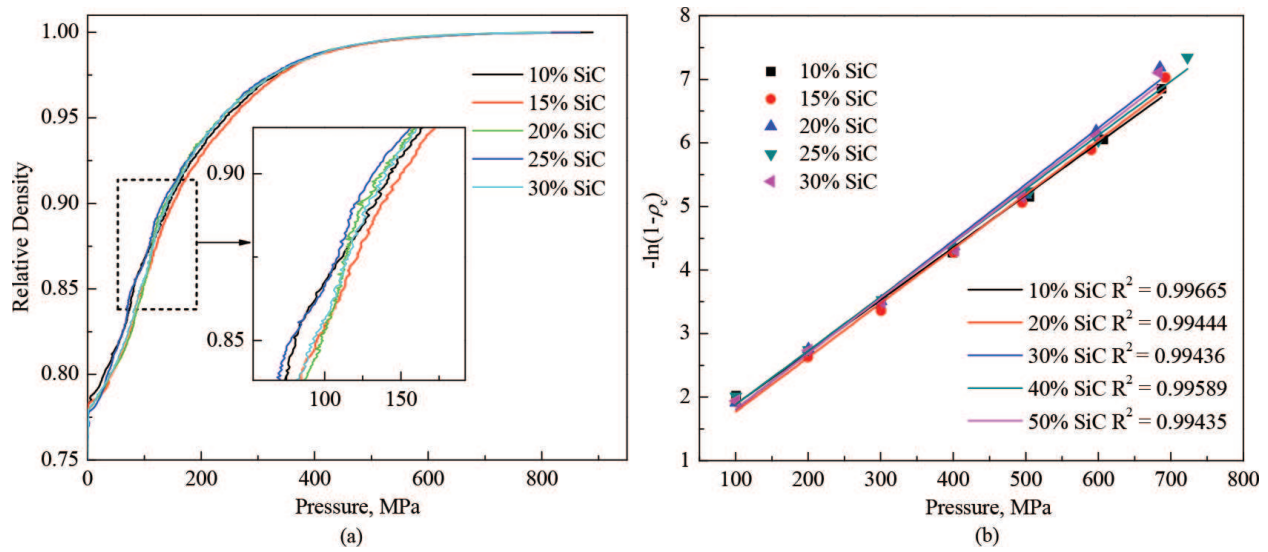 1.00
0.95
0.90
0.85
0.80
0.75
Relative Density
10% SiC
15% SiC
20% SiC
25% SiC
30% SiC
0.90
0.85
100 150
0 200 400 600 800
Pressure, MPa
(a)
8
7
6
5
4
3
2
1
-ln(1-ρc)
10% SiC
15% SiC
20% SiC
25% SiC
30% SiC
10% SiC R² = 0.99665
20% SiC R² = 0.99444
30% SiC R² = 0.99436
40% SiC R² = 0.99589
50% SiC R² = 0.99435
100 200 300 400 500 600 700 800
Pressure, MPa
(b)